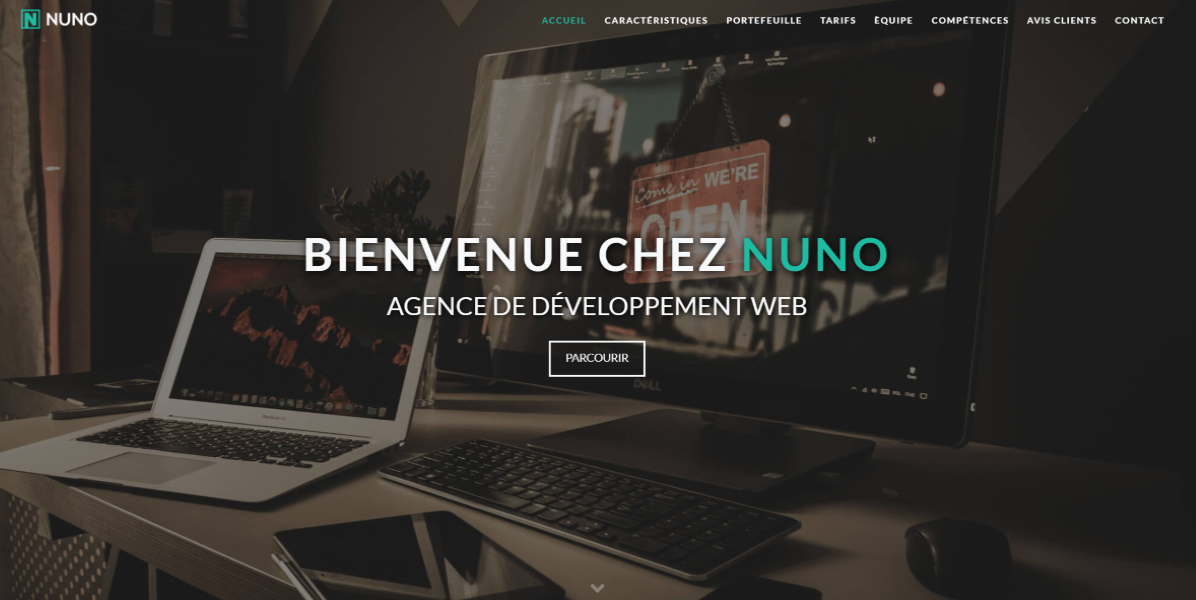 NUNO
ACCUEIL CARACTÉRISTIQUES PORTEFEUILLE TARIFS ÈQUIPE COMPÉTENCES AVIS CLIENTS CONTACT
Come in WE'RE
OPEN
BIENVENUE CHEZ NUNO
AGENCE DE DÉVELOPPEMENT WEB
PARCOURIR
DELL